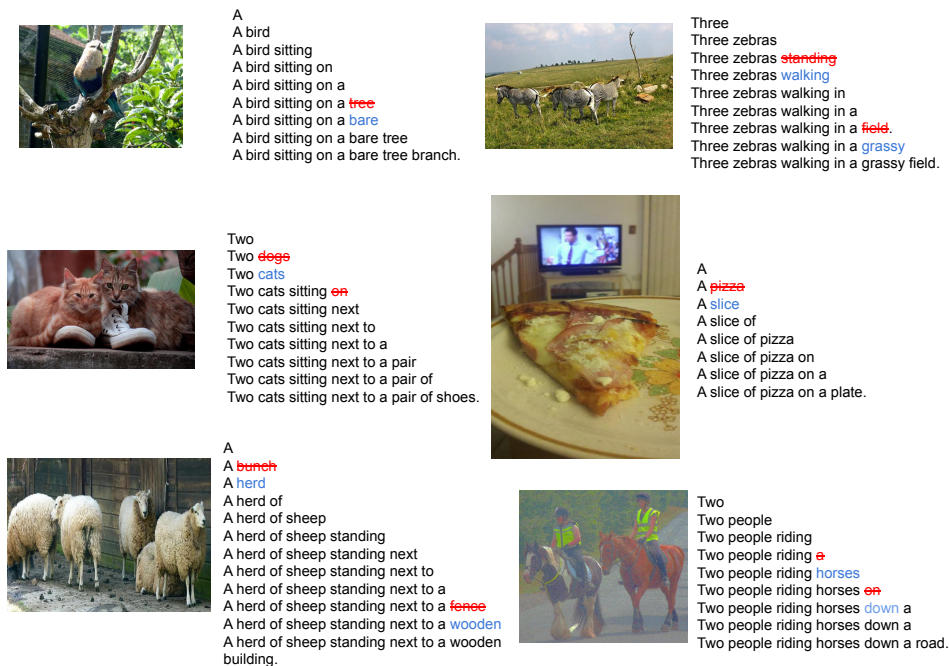 A
A bird
A bird sitting
A bird sitting on
A bird sitting on a
A bird sitting on a tree
A bird sitting on a bare
A bird sitting on a bare tree
A bird sitting on a bare tree branch.
Three
Three zebras
Three zebras standing
Three zebras walking
Three zebras walking in
Three zebras walking in a
Three zebras walking in a field.
Three zebras walking in a grassy
Three zebras walking in a grassy field.
Two
Two dogs
Two cats
Two cats sitting on
Two cats sitting next
Two cats sitting next to
Two cats sitting next to a
Two cats sitting next to a pair
Two cats sitting next to a pair of
Two cats sitting next to a pair of shoes.
A
A pizza
A slice
A slice of
A slice of pizza
A slice of pizza on
A slice of pizza on a
A slice of pizza on a plate.
A
A bunch
A herd
A herd of
A herd of sheep
A herd of sheep standing
A herd of sheep standing next
A herd of sheep standing next to
A herd of sheep standing next to a
A herd of sheep standing next to a fence
A herd of sheep standing next to a wooden
A herd of sheep standing next to a wooden
building.
Two
Two people
Two people riding
Two people riding a
Two people riding horses
Two people riding horses on
Two people riding horses down a
Two people riding horses down a
Two people riding horses down a road.